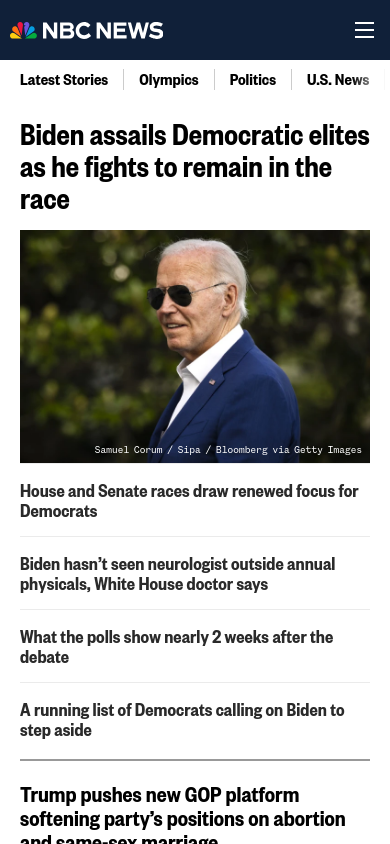 NBC NEWS
Latest Stories
Olympics
Politics
U.S. News
Biden assails Democratic elites
as he fights to remain in the
race
Samuel Corum / Sipa / Bloomberg via Getty Images
House and Senate races draw renewed focus for
Democrats
Biden hasn’t seen neurologist outside annual
physicals, White House doctor says
What the polls show nearly 2 weeks after the
debate
A running list of Democrats calling on Biden to
step aside
Trump pushes new GOP platform
softening party’s positions on abortion
and same-sex marriage